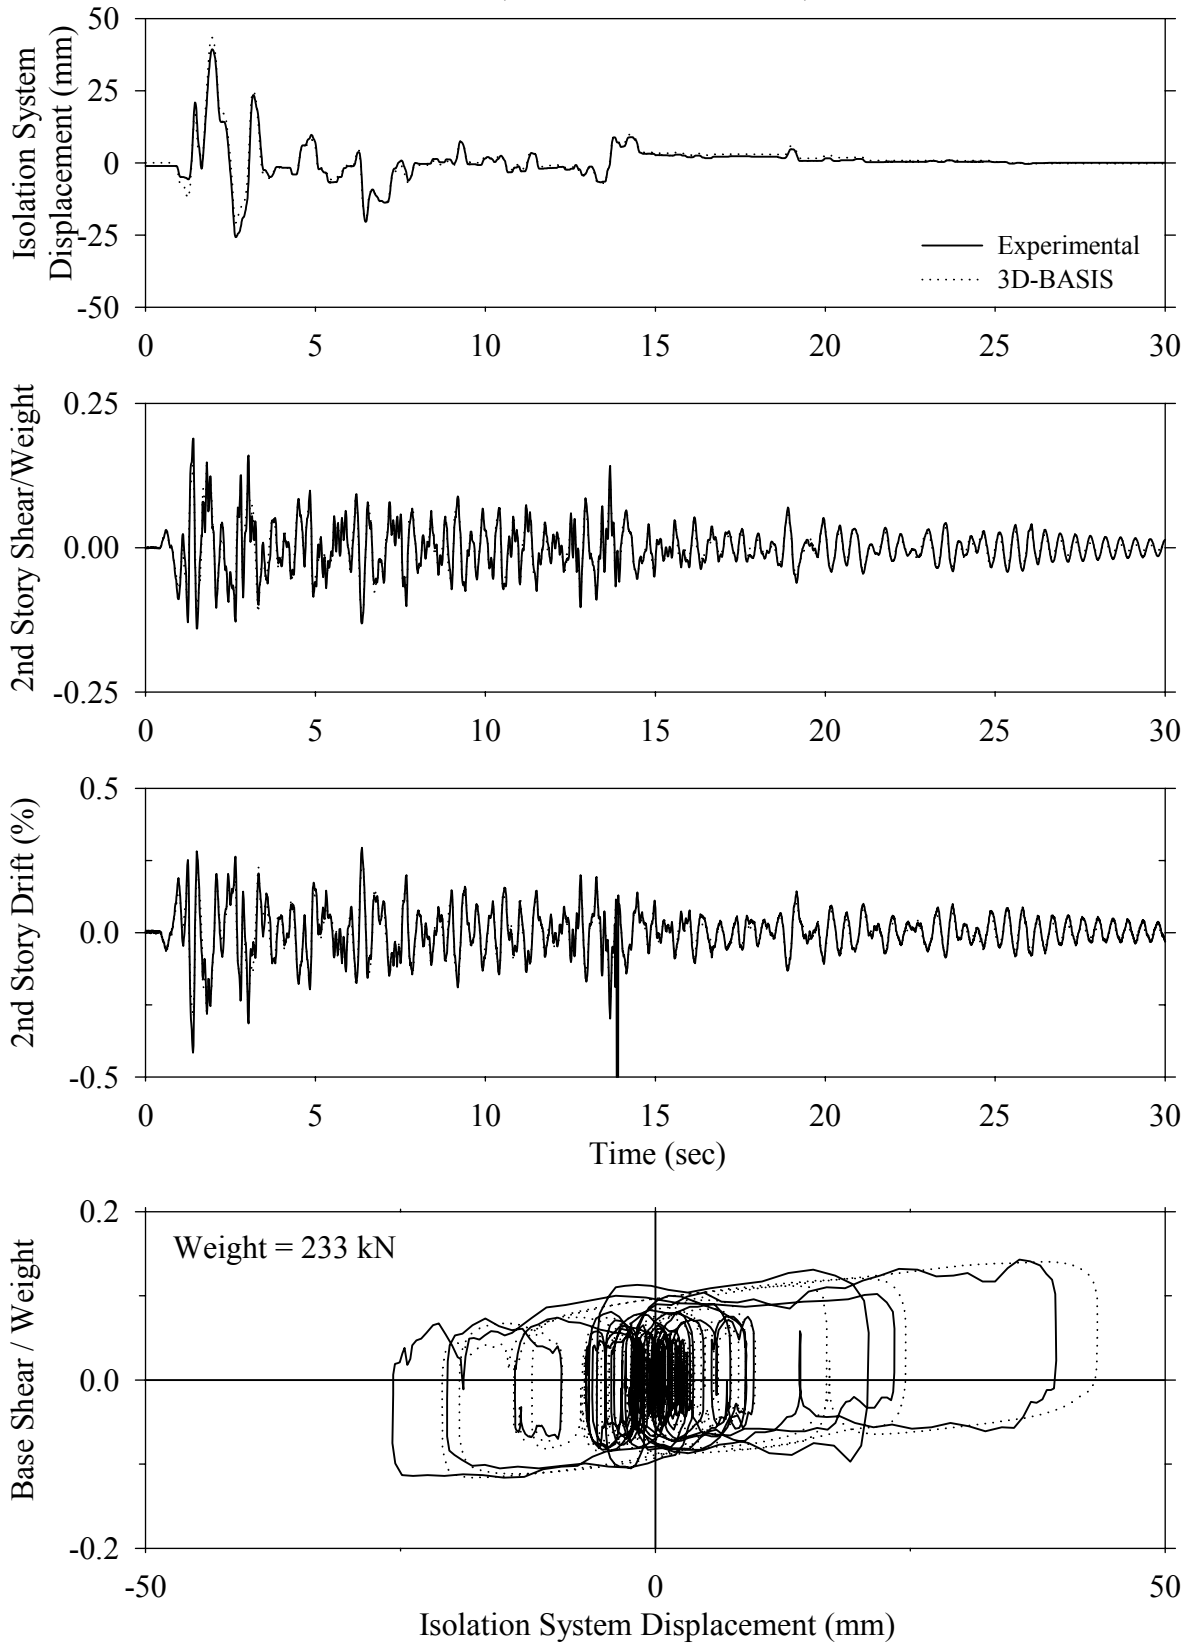 50
25
0
-25
-50
Isolation System
Displacement (mm)
Experimental
3D-BASIS
0 5 10 15 20 25 30
0.25
0.00
-0.25
2nd Story Shear/Weight
0 5 10 15 20 25 30
0.5
0.0
-0.5
2nd Story Drift (%)
0 5 10 15 20 25 30
Time (sec)
0.2
0.0
-0.2
Base Shear / Weight
Weight = 233 kN
-50 0 50
Isolation System Displacement (mm)